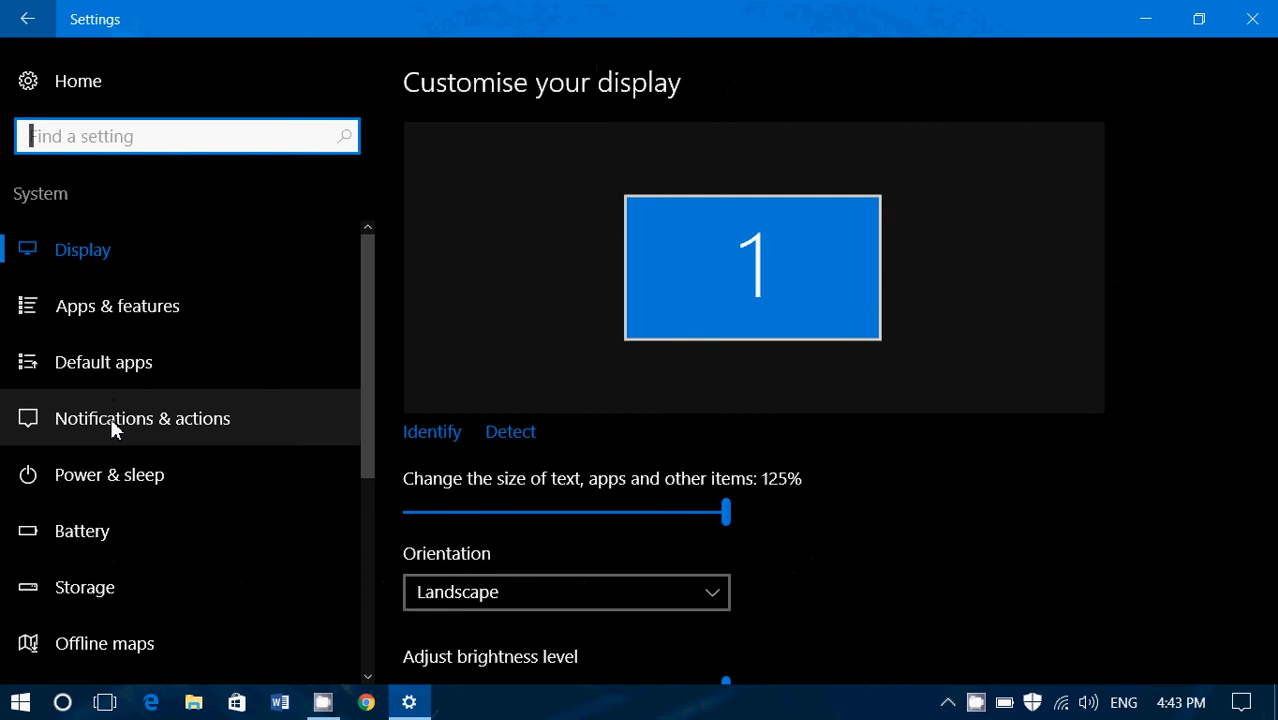 Settings
Home
Find a setting
System
Display
Apps & features
Default apps
Notifications & actions
Power & sleep
Battery
Storage
Offline maps
Customise your display
1
Identify Detect
Change the size of text, apps and other items: 125%
Orientation
Landscape
Adjust brightness level
ENG 4:43 PM